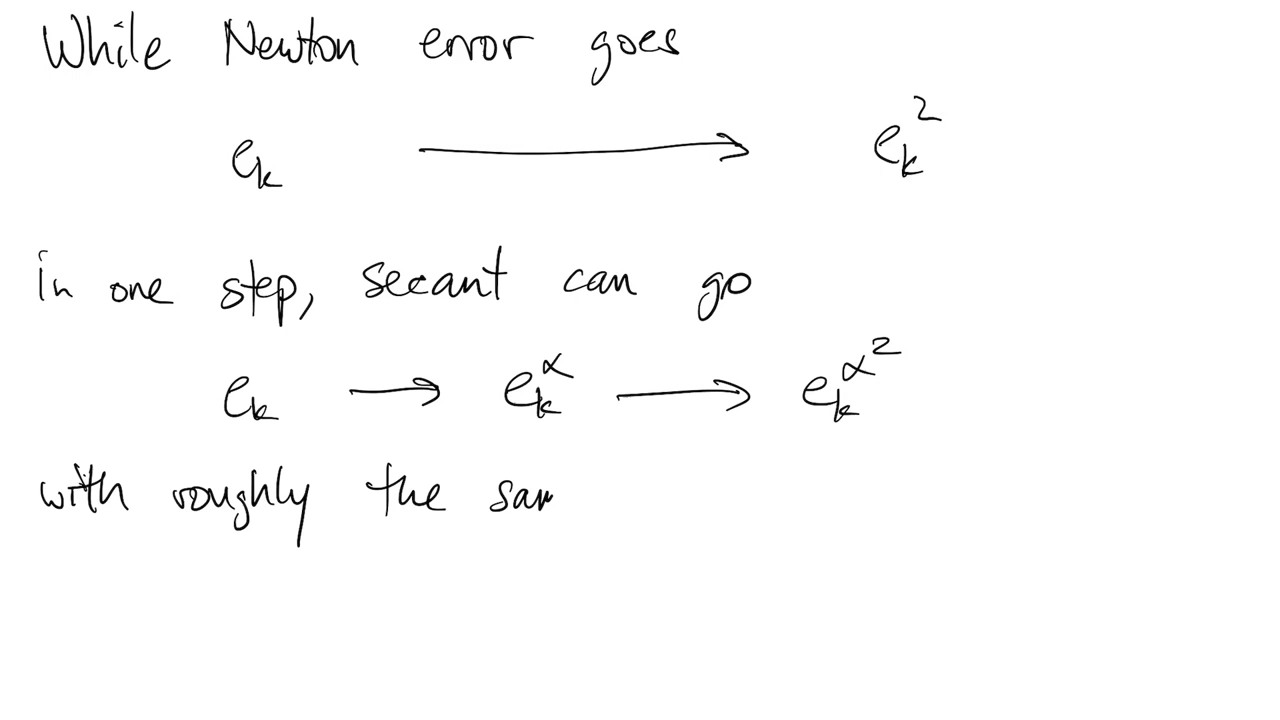 While Newton error goes
e_k ⟶ e_k^2
in one step, secant can go
e_k ⟶ e_k^α ⟶ e_k^{α^2}
with roughly the sam